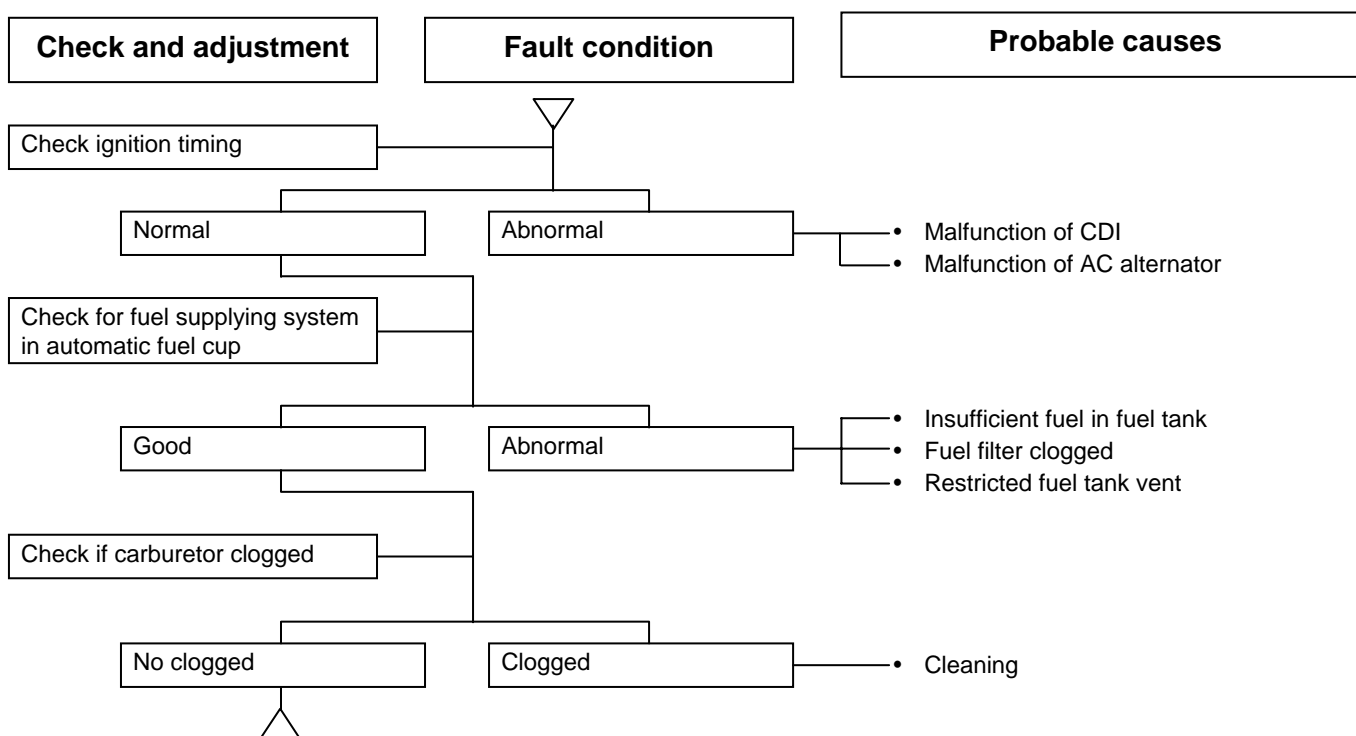 Check and adjustment
Fault condition
Probable causes
Check ignition timing
Normal
Abnormal
• Malfunction of CDI
• Malfunction of AC alternator
Check for fuel supplying system
in automatic fuel cup
Good
Abnormal
• Insufficient fuel in fuel tank
• Fuel filter clogged
• Restricted fuel tank vent
Check if carburetor clogged
No clogged
Clogged
• Cleaning